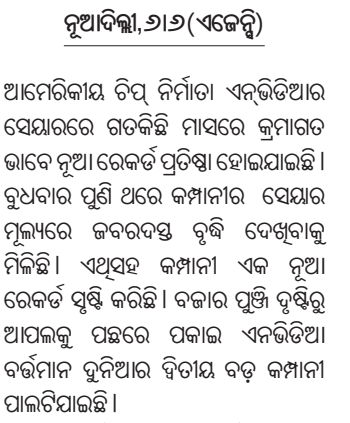 ନୂଆଦିଲ୍ଲୀ,୬।୬(ଏଜେନ୍ସି)
ଆମେରିକୀୟ ଚିପ୍ ନିର୍ମାତା ଏନ୍‌ଭିଡିଆର
ସେୟାରରେ ଗତକିଛି ମାସରେ କ୍ରମାଗତ
ଭାବେ ନୂଆ ରେକର୍ଡ ପ୍ରତିଷ୍ଠା ହୋଇଯାଇଛି।
ବୁଧବାର ପୁଣି ଥରେ କମ୍ପାନୀର ସେୟାର
ମୂଲ୍ୟରେ ଜବରଦସ୍ତ ବୃଦ୍ଧି ଦେଖିବାକୁ
ମିଳିଛି। ଏଥିସହ କମ୍ପାନୀ ଏକ ନୂଆ
ରେକର୍ଡ ସୃଷ୍ଟି କରିଛି। ବଜାର ପୁଞ୍ଜି ଦୃଷ୍ଟିରୁ
ଆପଲକୁ ପଛରେ ପକାଇ ଏନଭିଡିଆ
ବର୍ତ୍ତମାନ ଦୁନିଆର ଦ୍ୱିତୀୟ ବଡ଼ କମ୍ପାନୀ
ପାଲଟିଯାଇଛି।